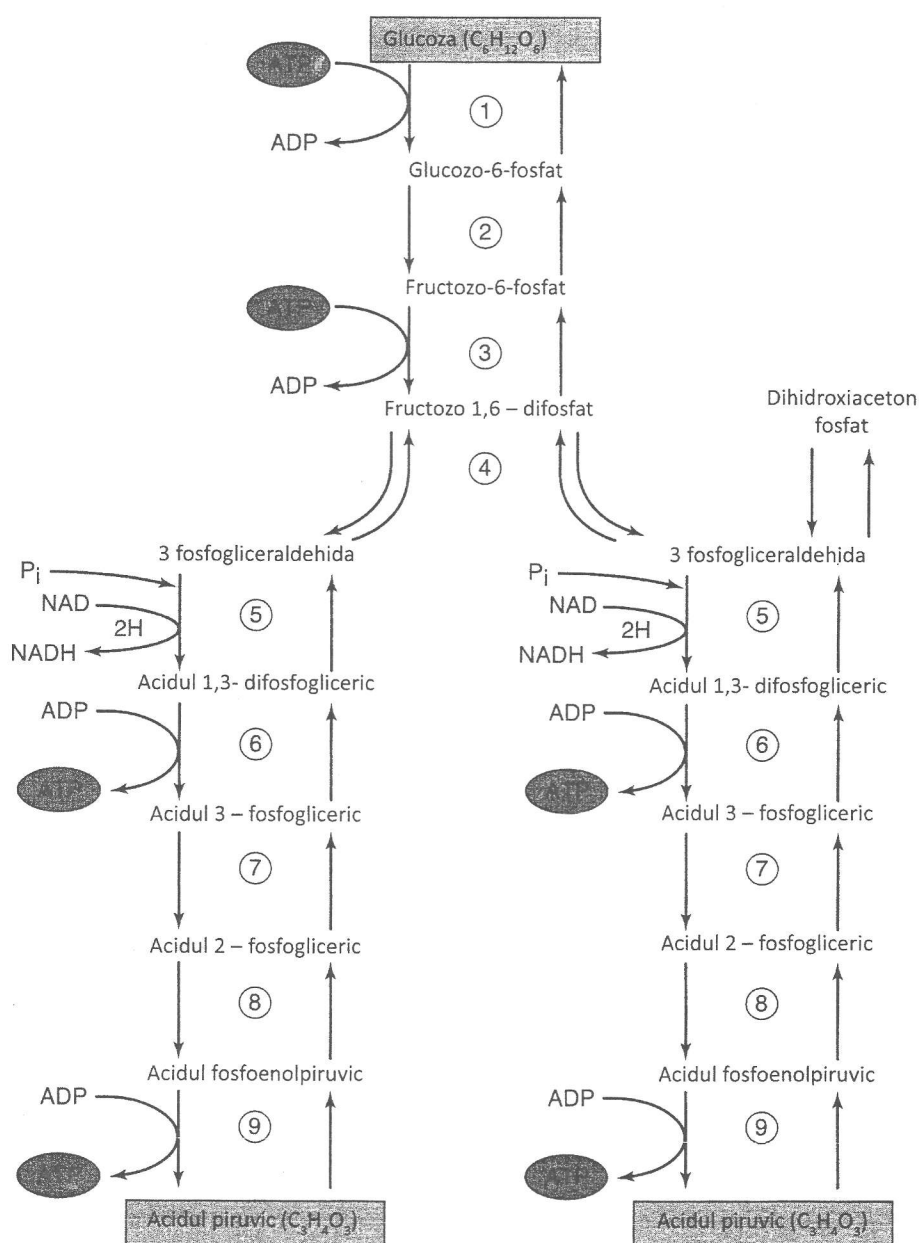 Glucoza (C₆H₁₂O₆)
ATP
ADP
1
Glucozo-6-fosfat
2
Fructozo-6-fosfat
ATP
ADP
3
Fructozo 1,6 – difosfat
Dihidroxiaceton
fosfat
4
3 fosfogliceraldehida
Pi
NAD
2H
NADH
5
Acidul 1,3- difosfogliceric
ADP
6
ATP
Acidul 3 – fosfogliceric
7
Acidul 2 – fosfogliceric
8
Acidul fosfoenolpiruvic
ADP
9
ATP
Acidul piruvic (C₃H₄O₃)
3 fosfogliceraldehida
Pi
NAD
2H
NADH
5
Acidul 1,3- difosfogliceric
ADP
6
ATP
Acidul 3 – fosfogliceric
7
Acidul 2 – fosfogliceric
8
Acidul fosfoenolpiruvic
ADP
9
ATP
Acidul piruvic (C₃H₄O₃)